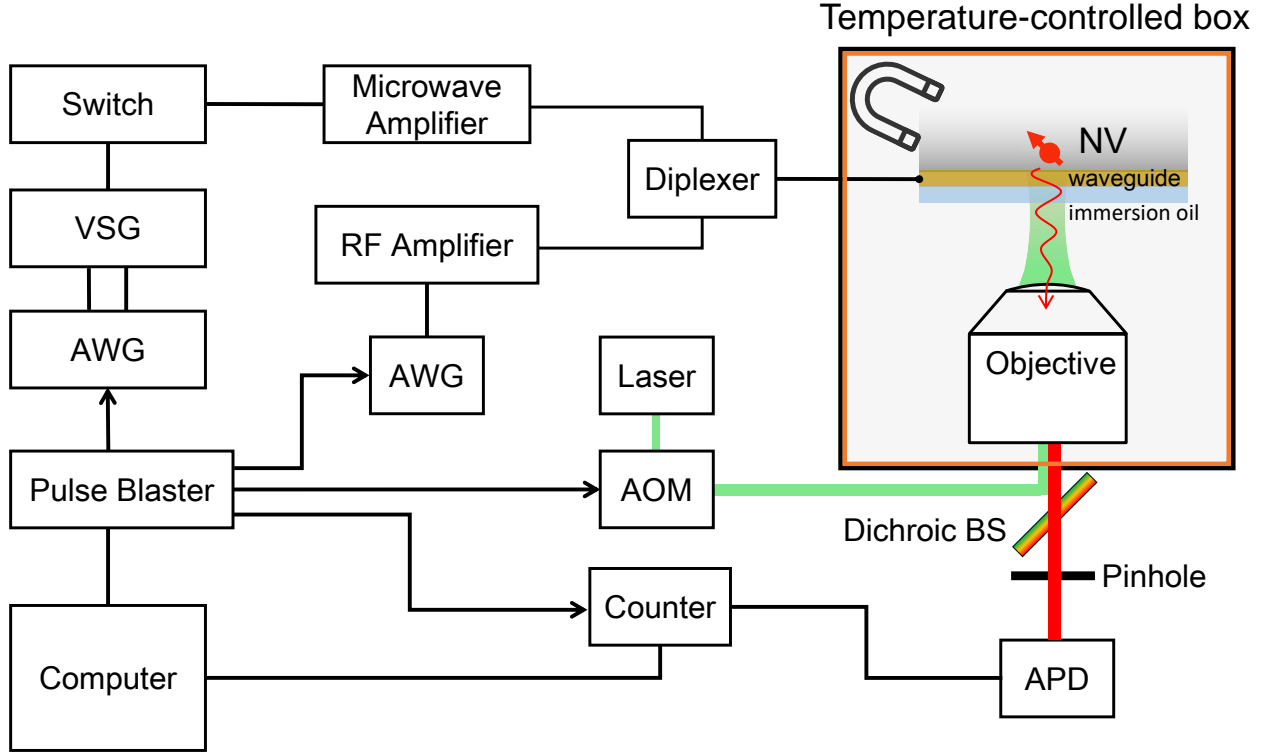 Temperature-controlled box
Switch
Microwave
Amplifier
NV
Diplexer
waveguide
immersion oil
VSG
RF Amplifier
AWG
AWG
Laser
Objective
Pulse Blaster
AOM
Dichroic BS
Pinhole
Counter
Computer
APD